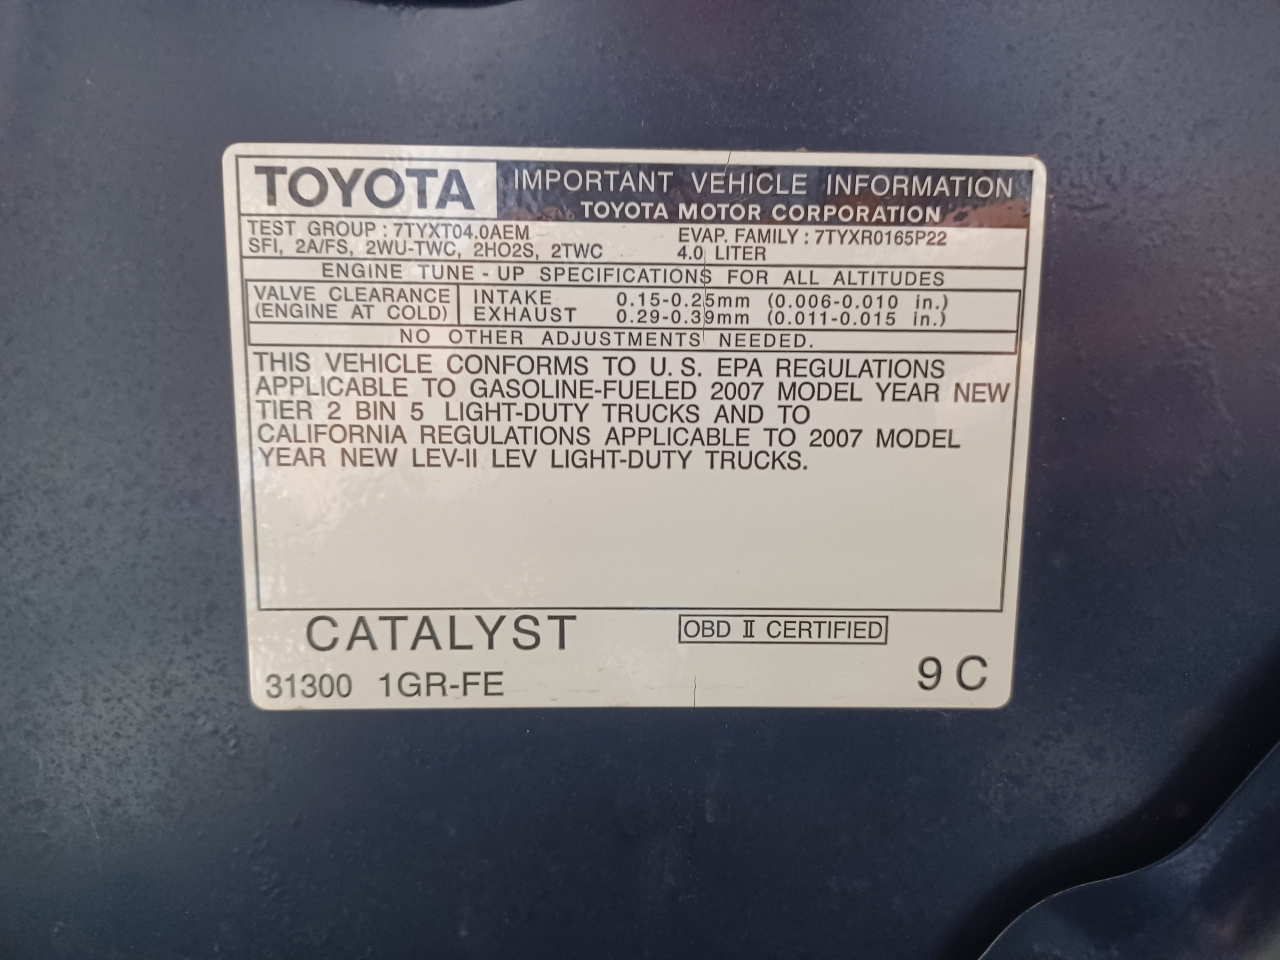 TOYOTA IMPORTANT VEHICLE INFORMATION
TOYOTA MOTOR CORPORATION
TEST GROUP : 7TYXT04.0AEM EVAP. FAMILY : 7TYXR0165P22
SFI, 2A/FS, 2WU-TWC, 2HO2S, 2TWC 4.0 LITER
ENGINE TUNE - UP SPECIFICATIONS FOR ALL ALTITUDES
VALVE CLEARANCE INTAKE 0.15-0.25mm (0.006-0.010 in.)
(ENGINE AT COLD) EXHAUST 0.29-0.39mm (0.011-0.015 in.)
NO OTHER ADJUSTMENTS NEEDED.
THIS VEHICLE CONFORMS TO U.S. EPA REGULATIONS
APPLICABLE TO GASOLINE-FUELED 2007 MODEL YEAR NEW
TIER 2 BIN 5 LIGHT-DUTY TRUCKS AND TO
CALIFORNIA REGULATIONS APPLICABLE TO 2007 MODEL
YEAR NEW LEV-II LEV LIGHT-DUTY TRUCKS.
CATALYST OBD II CERTIFIED
31300 1GR-FE 9 C